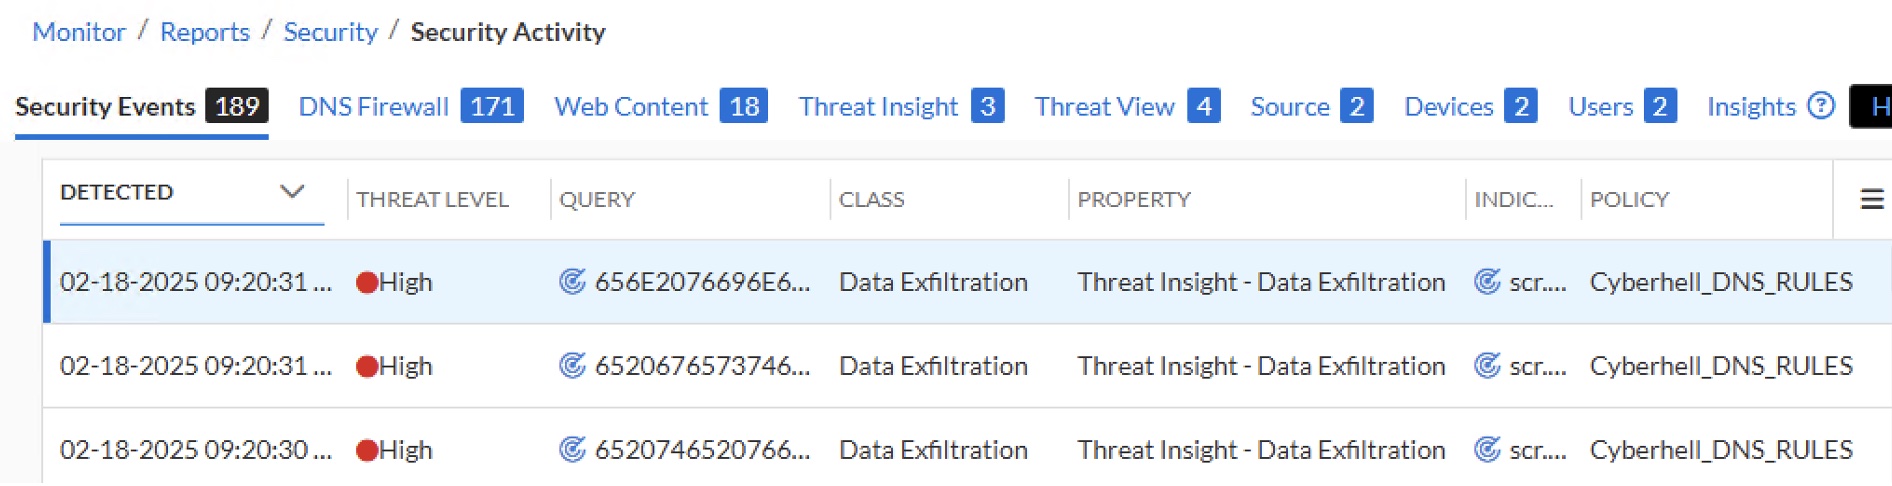 Monitor / Reports / Security / Security Activity
Security Events 189 DNS Firewall 171 Web Content 18 Threat Insight 3 Threat View 4 Source 2 Devices 2 Users 2 Insights ? H
DETECTED THREAT LEVEL QUERY CLASS PROPERTY INDIC... POLICY
02-18-2025 09:20:31 ... High 656E2076696E6... Data Exfiltration Threat Insight - Data Exfiltration scr.... Cyberhell_DNS_RULES
02-18-2025 09:20:31 ... High 6520676573746... Data Exfiltration Threat Insight - Data Exfiltration scr.... Cyberhell_DNS_RULES
02-18-2025 09:20:30 ... High 6520746520766... Data Exfiltration Threat Insight - Data Exfiltration scr.... Cyberhell_DNS_RULES